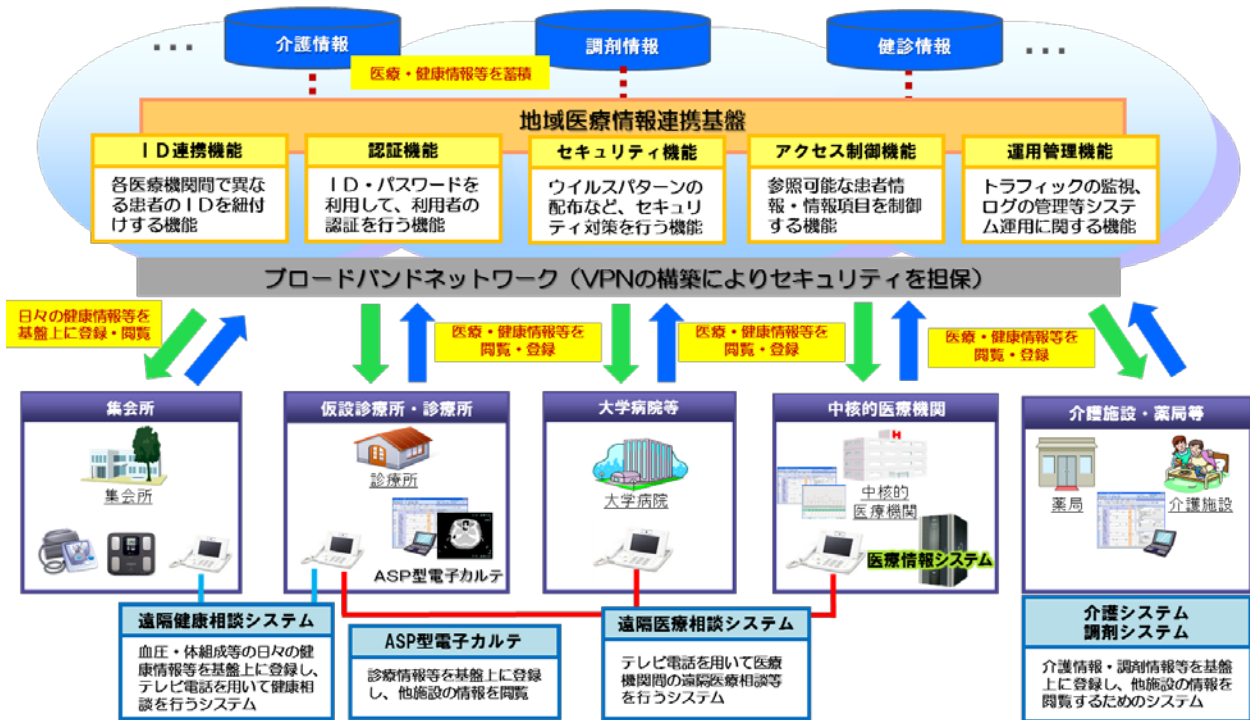 ･･･
介護情報
調剤情報
健診情報
･･･
医療・健康情報等を蓄積
地域医療情報連携基盤
ＩＤ連携機能
各医療機関間で異な
る患者のＩＤを紐付
けする機能
認証機能
ＩＤ・パスワードを
利用して、利用者の
認証を行う機能
セキュリティ機能
ウイルスパターンの
配布など、セキュリ
ティ対策を行う機能
アクセス制御機能
参照可能な患者情
報・情報項目を制御
する機能
運用管理機能
トラフィックの監視、
ログの管理等システ
ム運用に関する機能
ブロードバンドネットワーク（VPNの構築によりセキュリティを担保）
日々の健康情報等を
基盤上に登録・閲覧
医療・健康情報等を
閲覧・登録
医療・健康情報等を
閲覧・登録
医療・健康情報等を
閲覧・登録
集会所
集会所
仮設診療所・診療所
診療所
ASP型電子カルテ
大学病院等
大学病院
中核的医療機関
H
中核的
医療機関
医療情報システム
介護施設・薬局等
薬局
介護施設
遠隔健康相談システム
血圧・体組成等の日々の健
康情報等を基盤上に登録し、
テレビ電話を用いて健康相
談を行うシステム
ASP型電子カルテ
診療情報等を基盤上に登録
し、他施設の情報を閲覧
遠隔医療相談システム
テレビ電話を用いて医療
機関間の遠隔医療相談等
を行うシステム
介護システム
調剤システム
介護情報・調剤情報等を基盤
上に登録し、他施設の情報を
閲覧するためのシステム